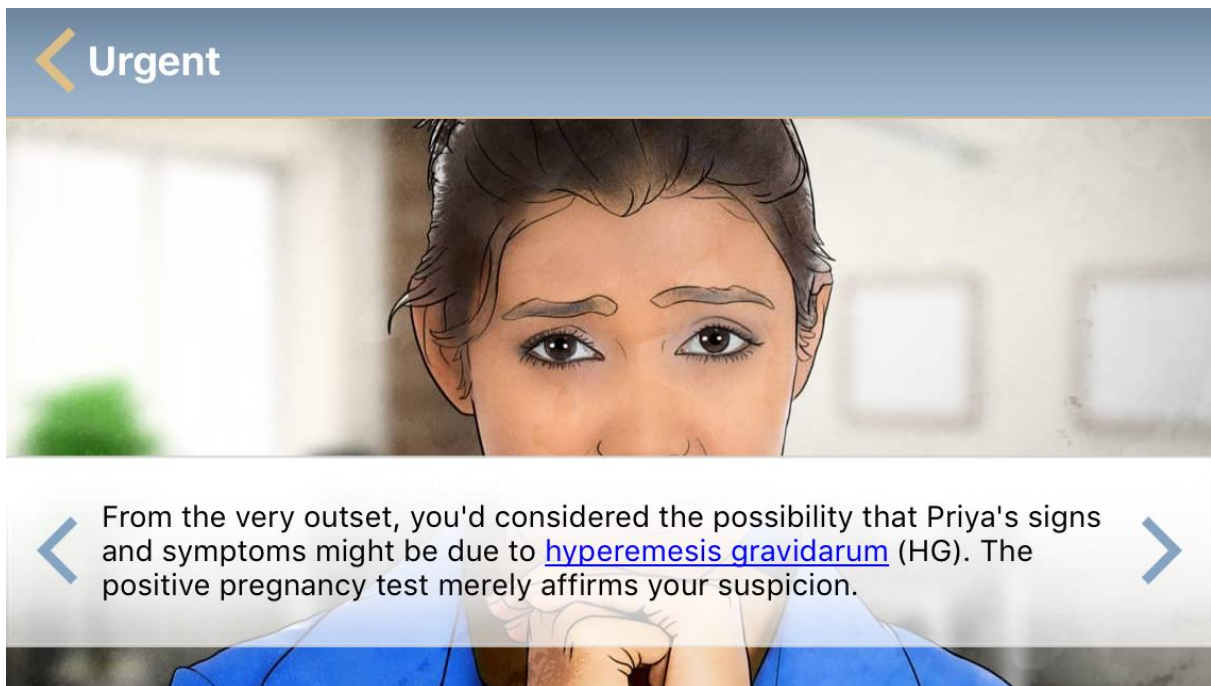 Urgent
From the very outset, you'd considered the possibility that Priya's signs
and symptoms might be due to hyperemesis gravidarum (HG). The
positive pregnancy test merely affirms your suspicion.